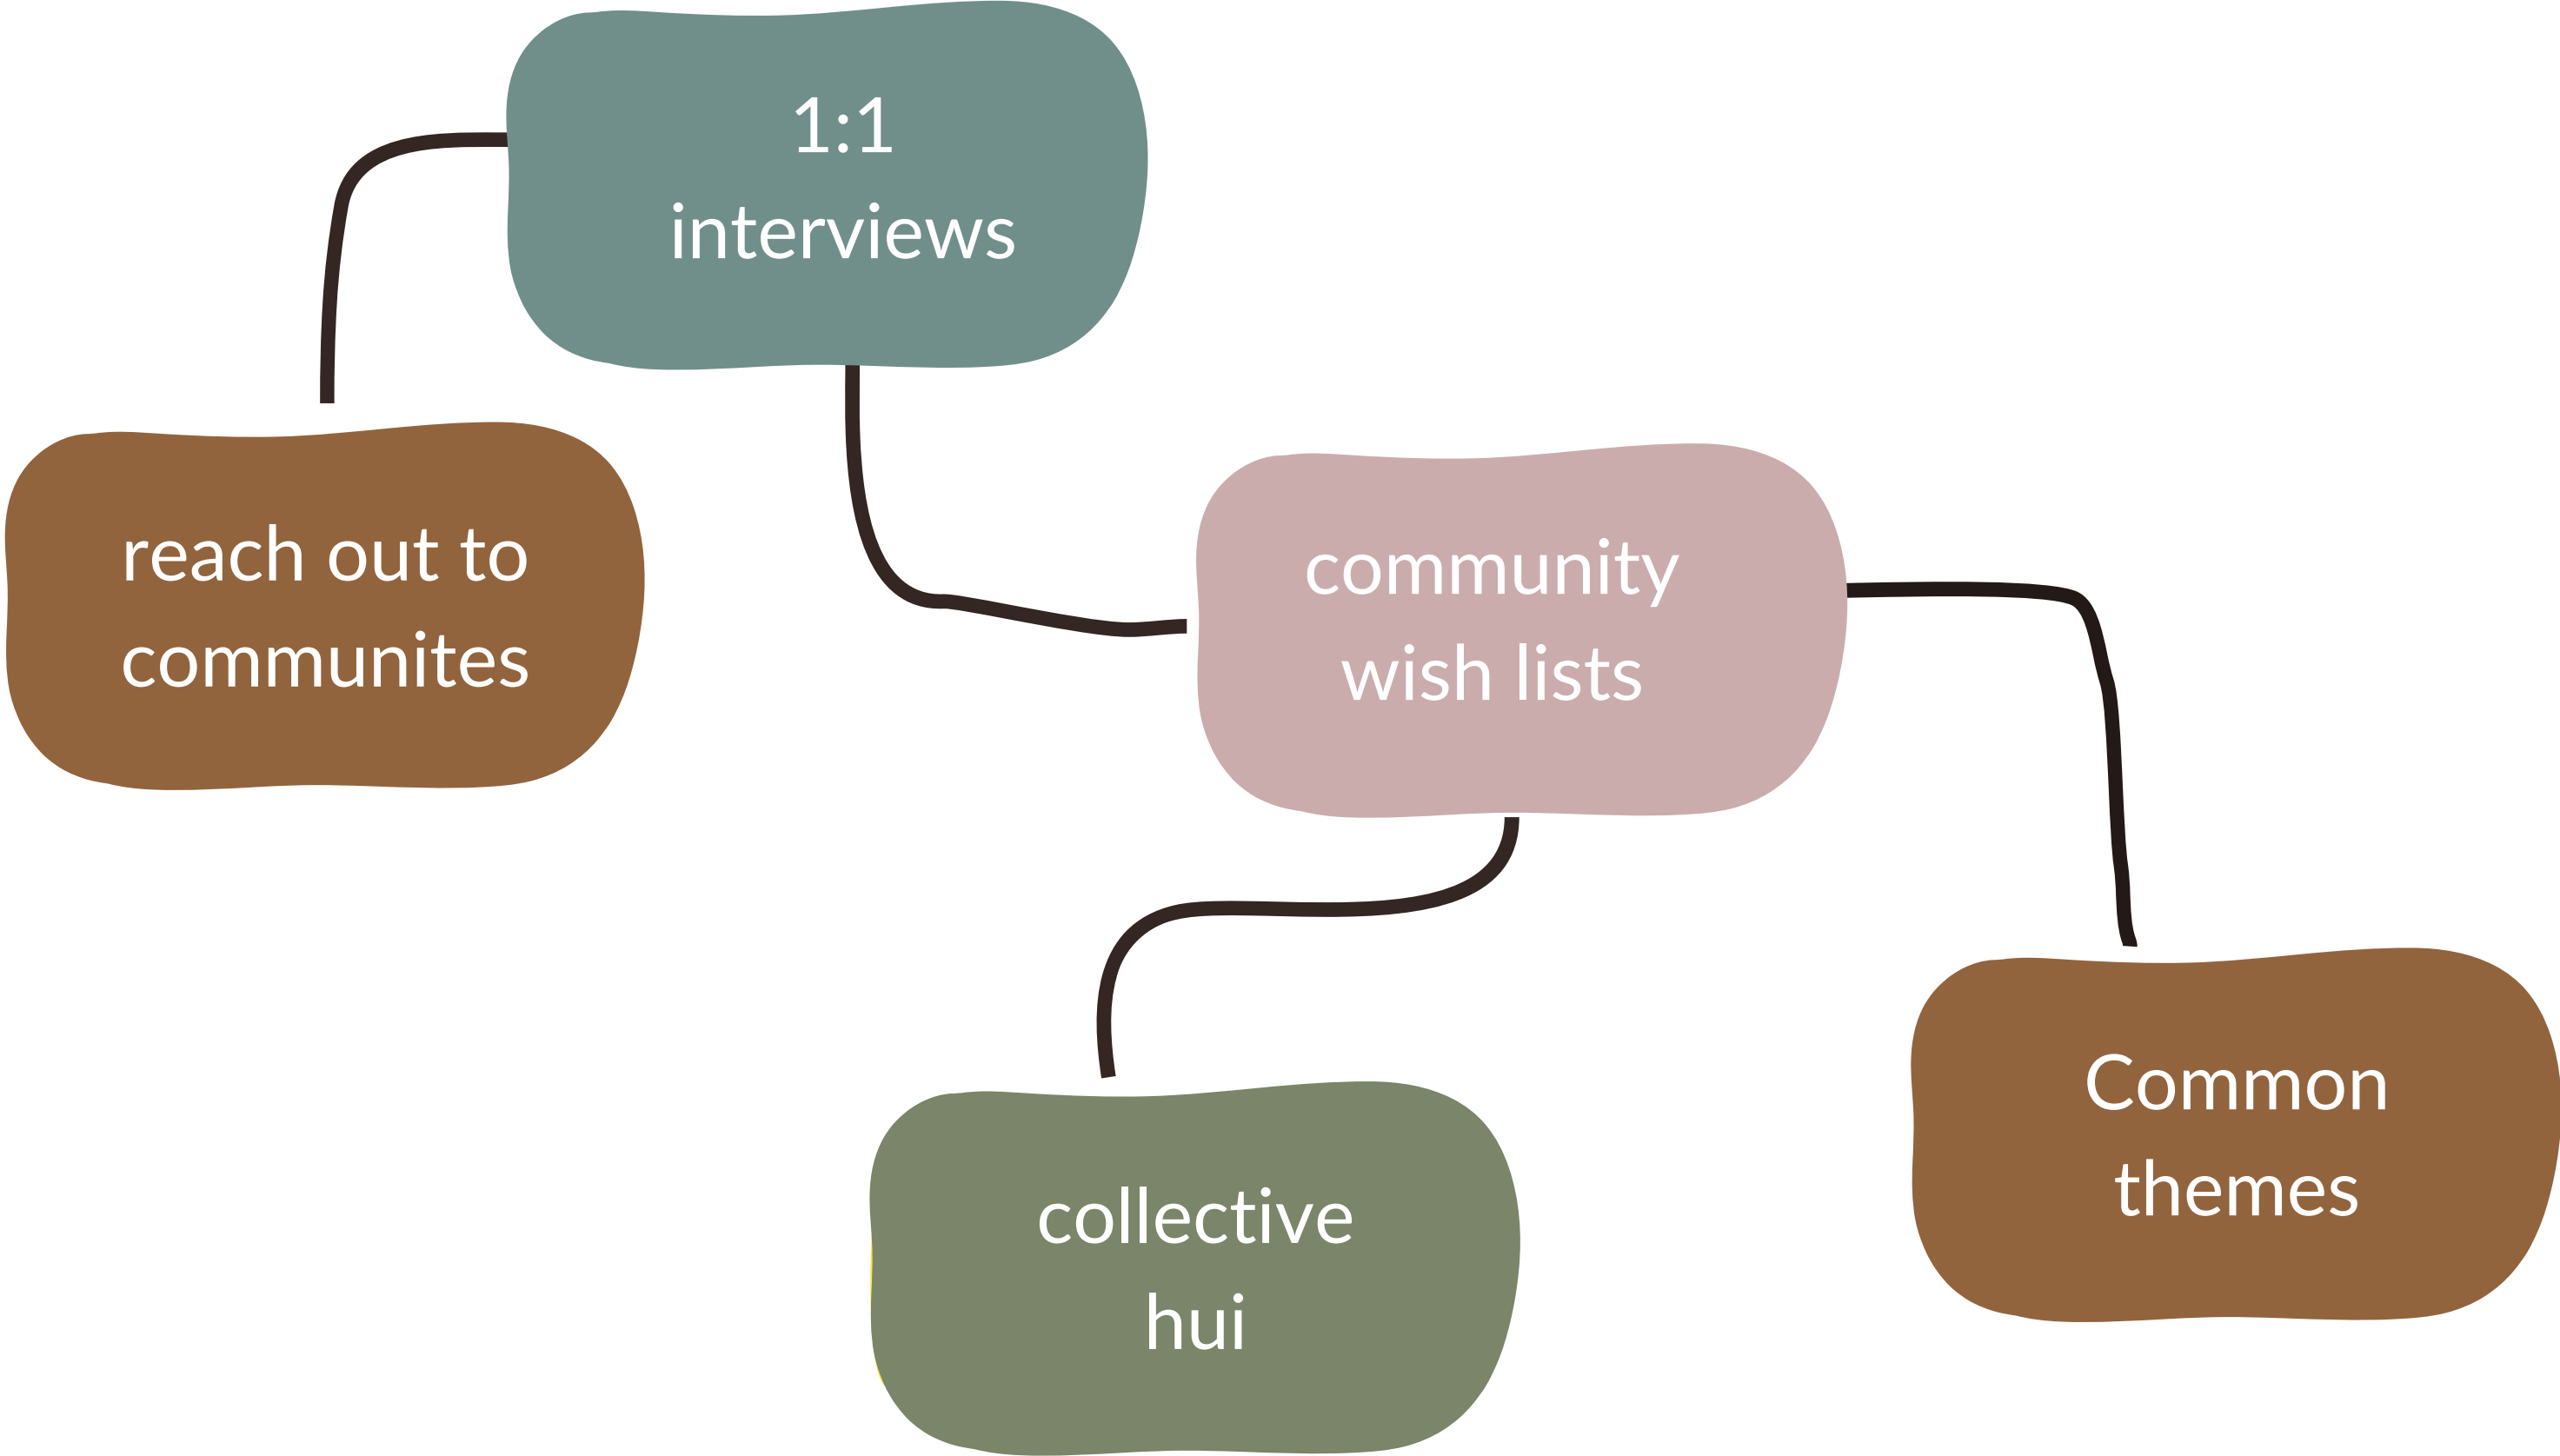 1:1
interviews
reach out to
communites
community
wish lists
Common
themes
collective
hui